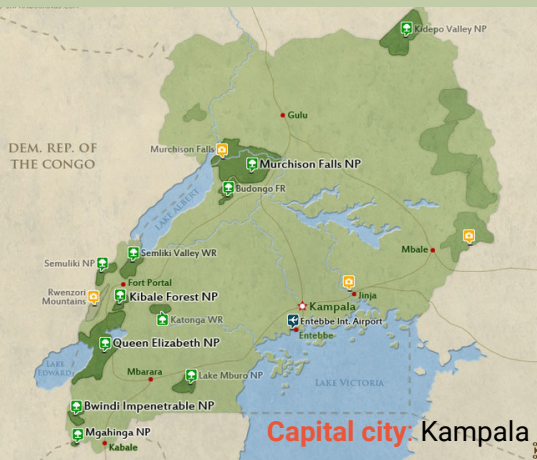 Kidepo Valley NP
Gulu
DEM. REP. OF
THE CONGO
Murchison Falls
Murchison Falls NP
Budongo FR
LAKE ALBERT
Mbale
Semliki Valley WR
Semuliki NP
Fort Portal
Rwenzori
Mountains
Kibale Forest NP
Jinja
Kampala
Katonga WR
Entebbe Int. Airport
Entebbe
Queen Elizabeth NP
LAKE
EDWARD
Mbarara
Lake Mburo NP
LAKE VICTORIA
Bwindi Impenetrable NP
Mgahinga NP
Kabale
Capital city: Kampala